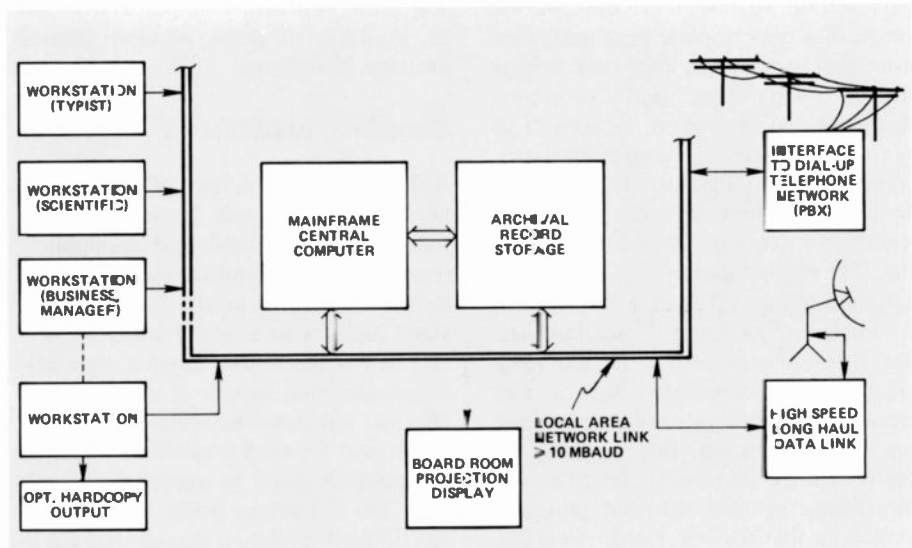 WORKSTATION
(TYPIST)
WORKSTATION
(SCIENTIFIC)
WORKSTATION
(BUSINESS
MANAGER)
WORKSTATION
OPT. HARDCOPY
OUTPUT
MAINFRAME
CENTRAL
COMPUTER
ARCHIVAL
RECORD
STORAGE
BOARD ROOM
PROJECTION
DISPLAY
LOCAL AREA
NETWORK LINK
≥ 10 MBAUD
INTERFACE
TO DIAL-UP
TELEPHONE
NETWORK
(PBX)
HIGH SPEED
LONG HAUL
DATA LINK